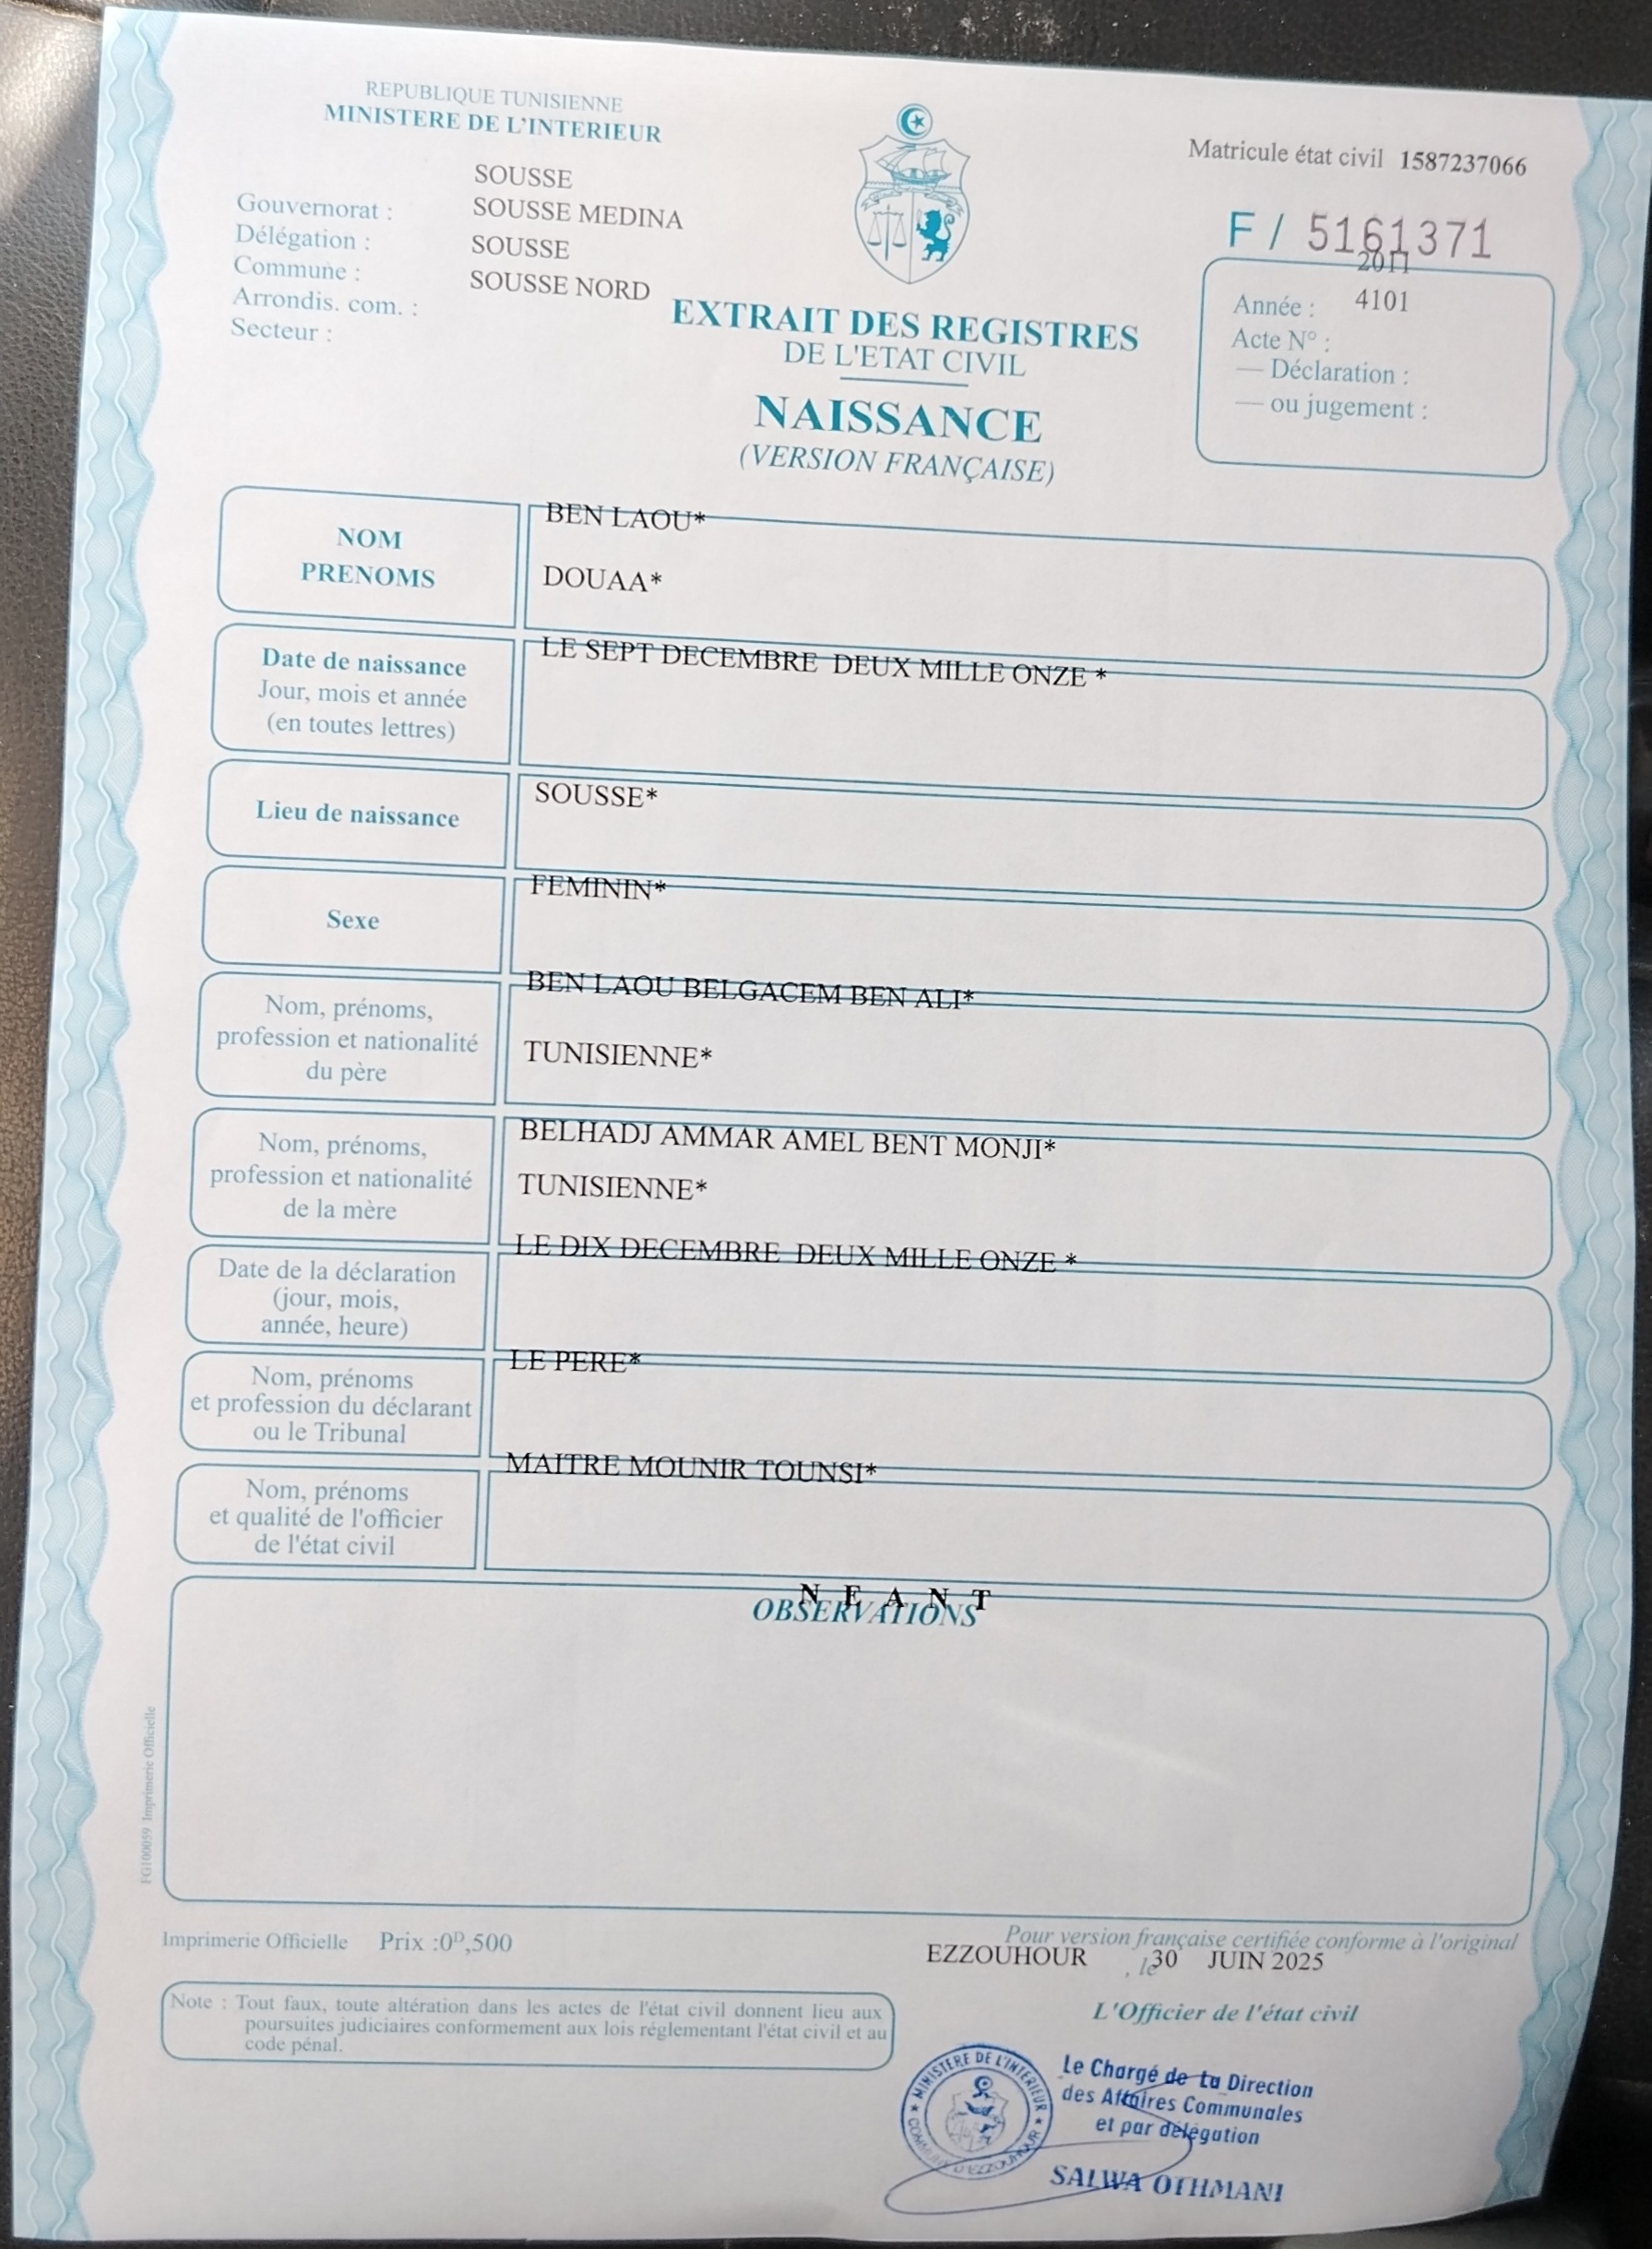 REPUBLIQUE TUNISIENNE
MINISTERE DE L'INTERIEUR
Matricule état civil 1587237066
SOUSSE
Gouvernorat : SOUSSE MEDINA
Délégation : SOUSSE
Commune : SOUSSE NORD
Arrondis. com. :
Secteur :
F / 5161371
2011
Année : 4101
Acte N° :
— Déclaration :
— ou jugement :
EXTRAIT DES REGISTRES
DE L'ETAT CIVIL
NAISSANCE
(VERSION FRANÇAISE)
NOM
PRENOMS
BEN LAOU*
DOUAA*
Date de naissance
Jour, mois et année
(en toutes lettres)
LE SEPT DECEMBRE DEUX MILLE ONZE *
Lieu de naissance
SOUSSE*
Sexe
FEMININ*
Nom, prénoms,
profession et nationalité
du père
BEN LAOU BELGACEM BEN ALI*
TUNISIENNE*
Nom, prénoms,
profession et nationalité
de la mère
BELHADJ AMMAR AMEL BENT MONJI*
TUNISIENNE*
Date de la déclaration
(jour, mois,
année, heure)
LE DIX DECEMBRE DEUX MILLE ONZE *
Nom, prénoms
et profession du déclarant
ou le Tribunal
LE PERE*
Nom, prénoms
et qualité de l'officier
de l'état civil
MAITRE MOUNIR TOUNSI*
N E A N T
OBSERVATIONS
FG100059 Imprimerie Officielle
Imprimerie Officielle Prix :0D,500
Pour version française certifiée conforme à l'original
EZZOUHOUR , le 30 JUIN 2025
Note : Tout faux, toute altération dans les actes de l'état civil donnent lieu aux
poursuites judiciaires conformement aux lois réglementant l'état civil et au
code pénal.
L'Officier de l'état civil
MINISTERE DE L'INTERIEUR
COMMUNE D'EZZOUHOUR
Le Chargé de La Direction
des Affaires Communales
et par délégation
SALWA OTHMANI